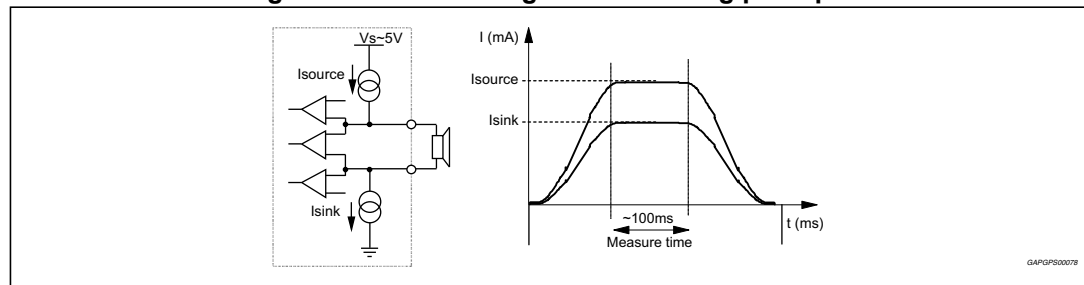 Vs~5V
Isource
Isink
I (mA)
Isource
Isink
~100ms
Measure time
t (ms)
GAPGPS00078